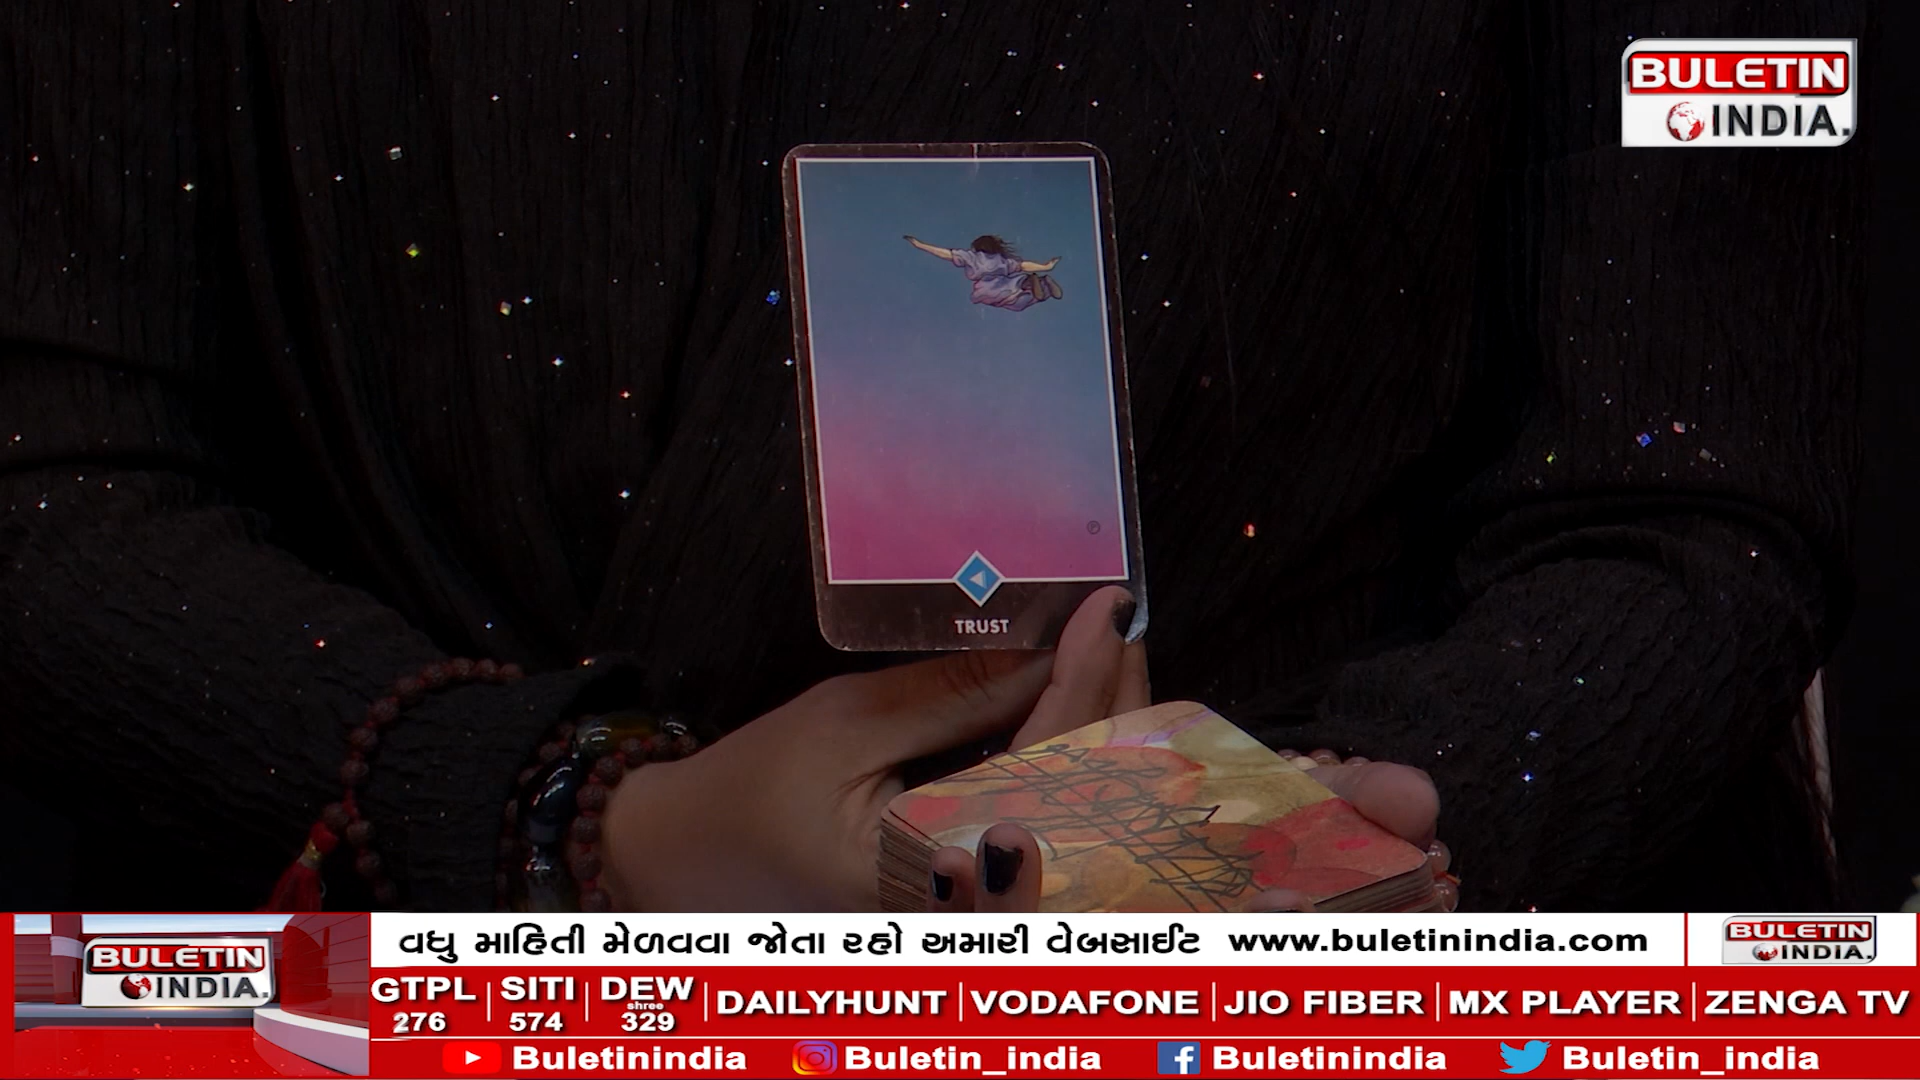 BULETIN
INDIA.
TRUST
વધુ માહિતી મેળવવા જોતા રહો અમારી વેબસાઈટ www.buletinindia.com
BULETIN
INDIA.
BULETIN
INDIA.
GTPL 276 | SITI 574 | DEW shree 329 | DAILYHUNT | VODAFONE | JIO FIBER | MX PLAYER | ZENGA TV
Buletinindia Buletin_india Buletinindia Buletin_india